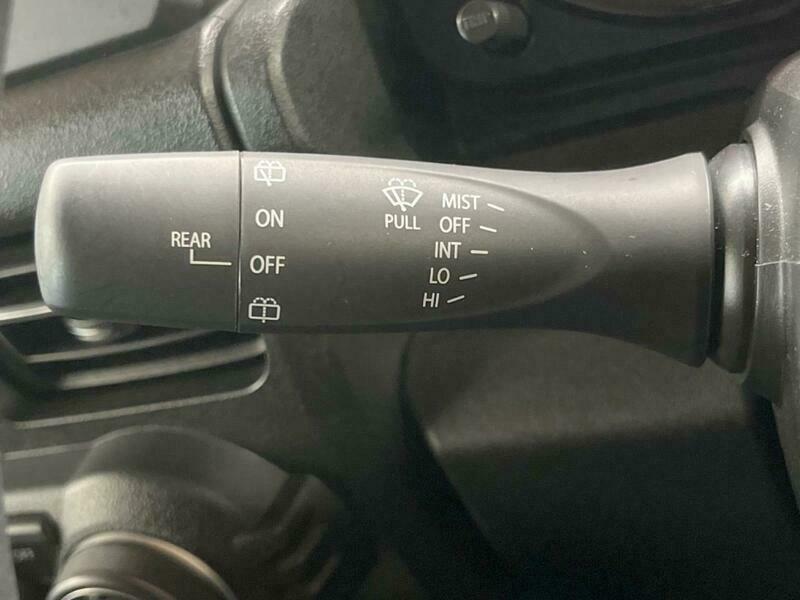 MIST
OFF
PULL
INT
LO
HI
REAR
ON
OFF